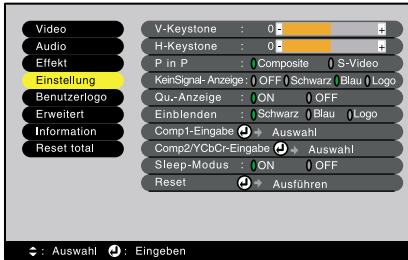 Video
Audio
Effekt
Einstellung
Benutzerlogo
Erweitert
Information
Reset total
V-Keystone : 0 - +
H-Keystone : 0 - +
P in P : Composite S-Video
KeinSignal-Anzeige : OFF Schwarz Blau Logo
Qu.-Anzeige : ON OFF
Einblenden : Schwarz Blau Logo
Comp1-Eingabe Auswahl
Comp2/YCbCr-Eingabe Auswahl
Sleep-Modus : ON OFF
Reset Ausführen
: Auswahl : Eingeben